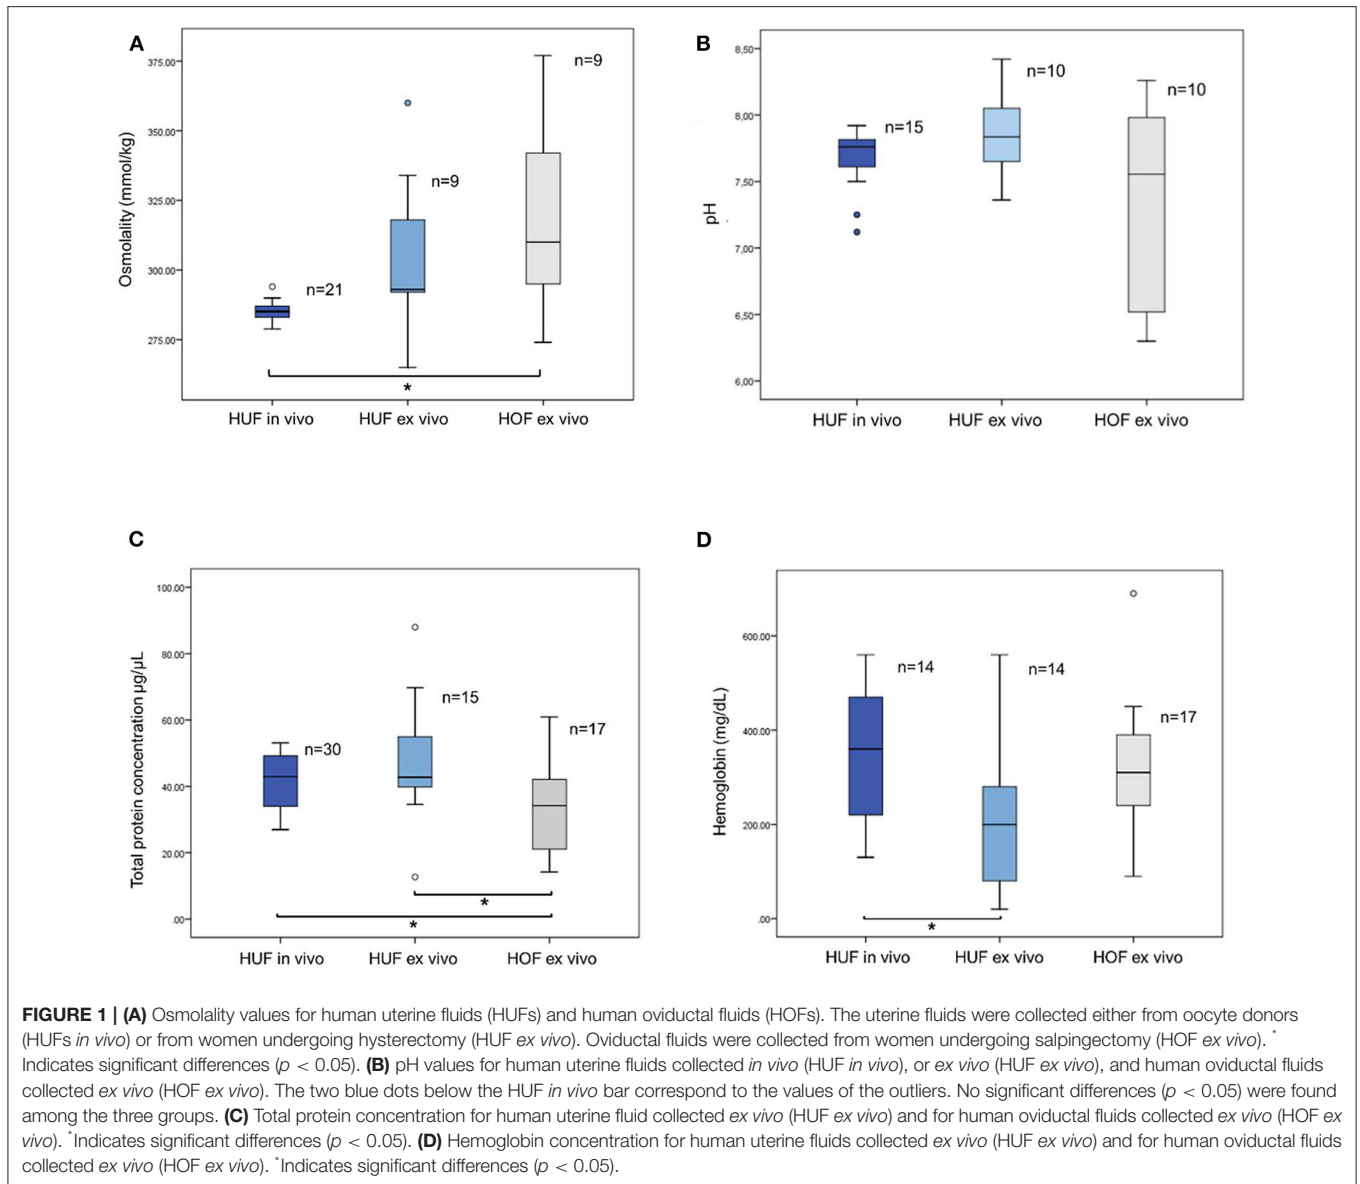 A
Osmolality (mmol/kg)
375.00
350.00
325.00
300.00
275.00
n=21
n=9
n=9
*
HUF in vivo HUF ex vivo HOF ex vivo
B
pH
8,50
8,00
7,50
7,00
6,50
6,00
n=15
n=10
n=10
HUF in vivo HUF ex vivo HOF ex vivo
C
Total protein concentration µg/µL
100.00
80.00
60.00
40.00
20.00
.00
n=30
n=15
n=17
*
*
HUF in vivo HUF ex vivo HOF ex vivo
D
Hemoglobin (mg/dL)
600.00
400.00
200.00
.00
n=14
n=14
n=17
*
HUF in vivo HUF ex vivo HOF ex vivo
FIGURE 1 | (A) Osmolality values for human uterine fluids (HUFs) and human oviductal fluids (HOFs). The uterine fluids were collected either from oocyte donors
(HUFs in vivo) or from women undergoing hysterectomy (HUF ex vivo). Oviductal fluids were collected from women undergoing salpingectomy (HOF ex vivo). *
Indicates significant differences (p < 0.05). (B) pH values for human uterine fluids collected in vivo (HUF in vivo), or ex vivo (HUF ex vivo), and human oviductal fluids
collected ex vivo (HOF ex vivo). The two blue dots below the HUF in vivo bar correspond to the values of the outliers. No significant differences (p < 0.05) were found
among the three groups. (C) Total protein concentration for human uterine fluid collected ex vivo (HUF ex vivo) and for human oviductal fluids collected ex vivo (HOF ex
vivo). *Indicates significant differences (p < 0.05). (D) Hemoglobin concentration for human uterine fluids collected ex vivo (HUF ex vivo) and for human oviductal fluids
collected ex vivo (HOF ex vivo). *Indicates significant differences (p < 0.05).